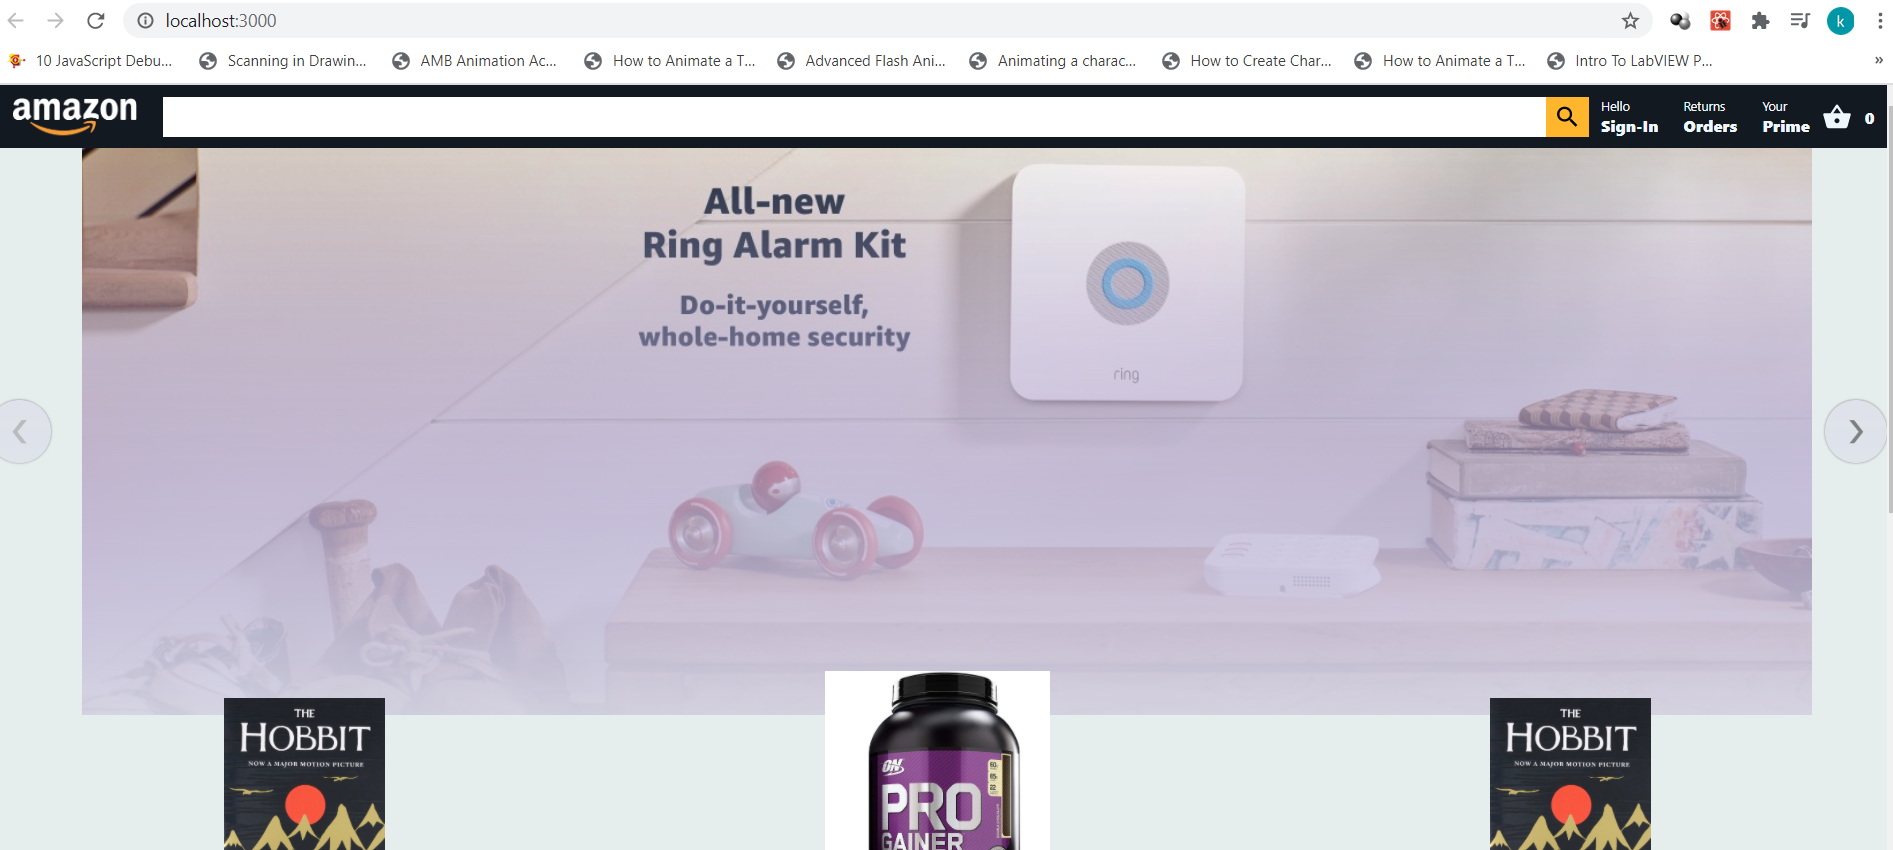 localhost:3000
10 JavaScript Debu... Scanning in Drawin... AMB Animation Ac... How to Animate a T... Advanced Flash Ani... Animating a charac... How to Create Char... How to Animate a T... Intro To LabVIEW P... »
k
amazon
Hello
Sign-In
Returns
Orders
Your
Prime
0
All-new
Ring Alarm Kit
Do-it-yourself,
whole-home security
ring
THE
HOBBIT
NOW A MAJOR MOTION PICTURE
ON
PRO
GAINER
THE
HOBBIT
NOW A MAJOR MOTION PICTURE